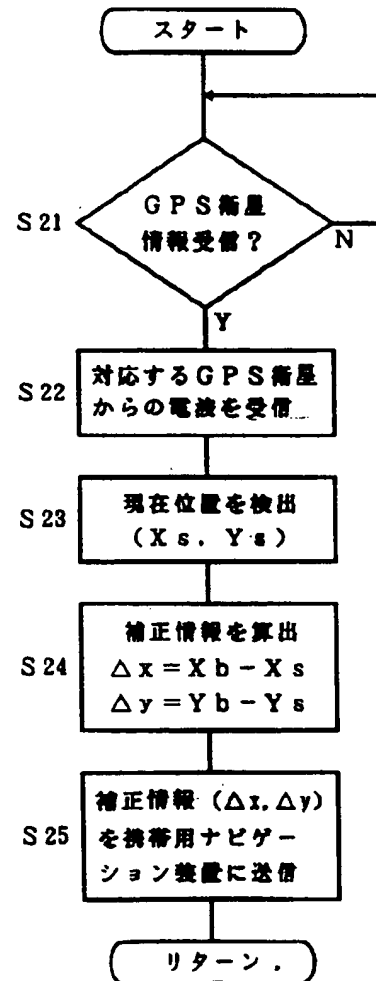 スタート
S21
GPS衛星
情報受信?
N
Y
S22
対応するGPS衛星
からの電波を受信
S23
現在位置を検出
(Xs, Ys)
S24
補正情報を算出
△x=Xb-Xs
△y=Yb-Ys
S25
補正情報(△x,△y)
を携帯用ナビゲー
ション装置に送信
リターン